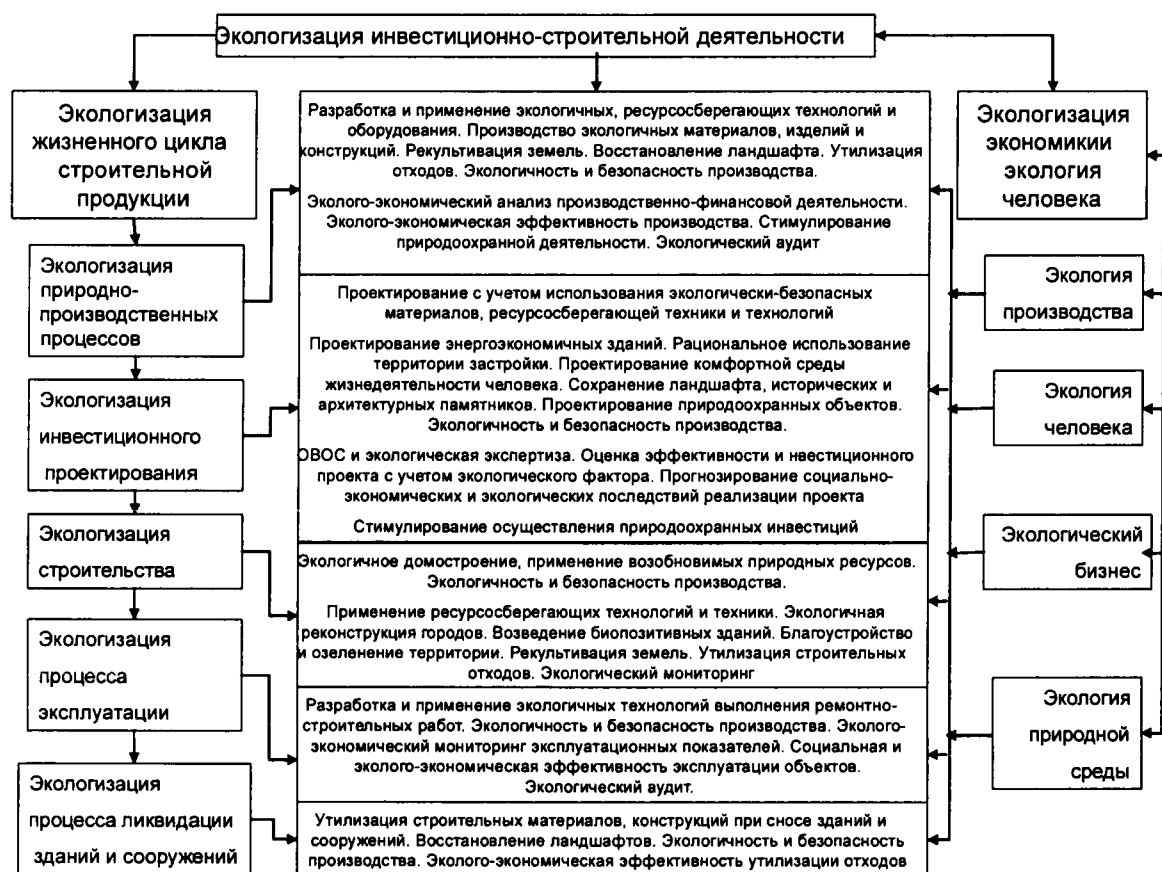 Экологизация инвестиционно-строительной деятельности
Экологизация
жизненного цикла
строительной
продукции
Экологизация
природно-
производственных
процессов
Экологизация
инвестиционного
проектирования
Экологизация
строительства
Экологизация
процесса
эксплуатации
Экологизация
процесса ликвидации
зданий и сооружений
Разработка и применение экологичных, ресурсосберегающих технологий и
оборудования. Производство экологичных материалов, изделий и
конструкций. Рекультивация земель. Восстановление ландшафта. Утилизация
отходов. Экологичность и безопасность производства.
Эколого-экономический анализ производственно-финансовой деятельности.
Эколого-экономическая эффективность производства. Стимулирование
природоохранной деятельности. Экологический аудит
Проектирование с учетом использования экологически-безопасных
материалов, ресурсосберегающей техники и технологий
Проектирование энергоэкономичных зданий. Рациональное использование
территории застройки. Проектирование комфортной среды
жизнедеятельности человека. Сохранение ландшафта, исторических и
архитектурных памятников. Проектирование природоохранных объектов.
Экологичность и безопасность производства.
ОВОС и экологическая экспертиза. Оценка эффективности и нвестиционного
проекта с учетом экологического фактора. Прогнозирование социально-
экономических и экологических последствий реализации проекта
Стимулирование осуществления природоохранных инвестиций
Экологичное домостроение, применение возобновимых природных ресурсов.
Экологичность и безопасность производства.
Применение ресурсосберегающих технологий и техники. Экологичная
реконструкция городов. Возведение биопозитивных зданий. Благоустройство
и озеленение территории. Рекультивация земель. Утилизация строительных
отходов. Экологический мониторинг
Разработка и применение экологичных технологий выполнения ремонтно-
строительных работ. Экологичность и безопасность производства. Эколого-
экономический мониторинг эксплуатационных показателей. Социальная и
эколого-экономическая эффективность эксплуатации объектов.
Экологический аудит.
Утилизация строительных материалов, конструкций при сносе зданий и
сооружений. Восстановление ландшафтов. Экологичность и безопасность
производства. Эколого-экономическая эффективность утилизации отходов
Экологизация
экономикии
экология
человека
Экология
производства
Экология
человека
Экологический
бизнес
Экология
природной
среды